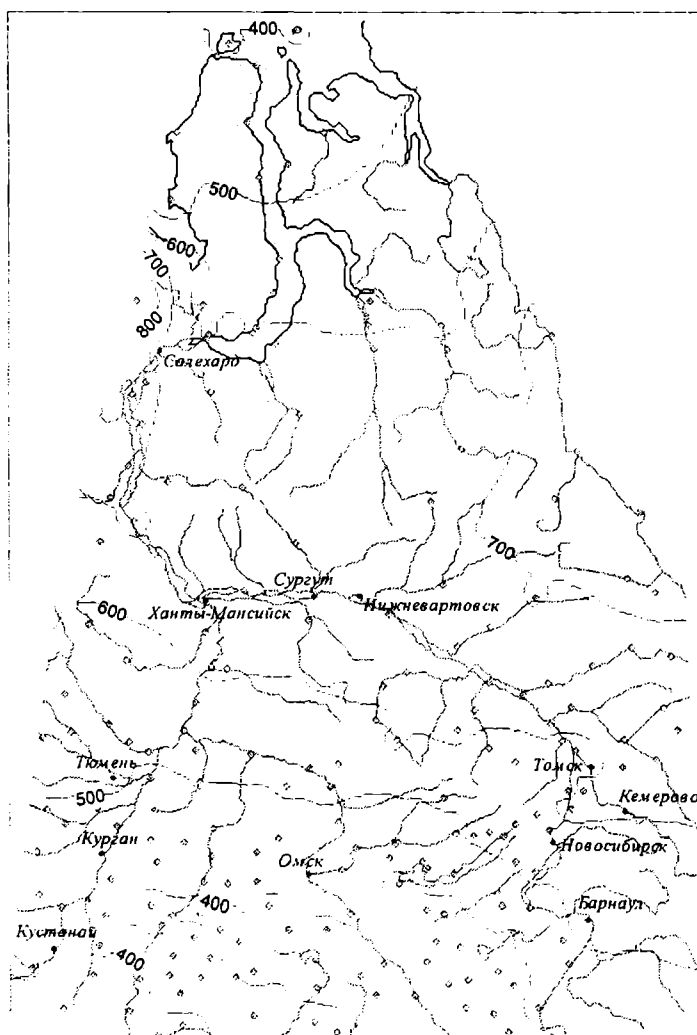 400
500
600
700
800
Салехард
700
Сургут
Нижневартовск
600
Ханты-Мансийск
Тюмень
Томск
500
Кемерово
Курган
Новосибирск
Омск
400
Барнаул
Кустанай
400